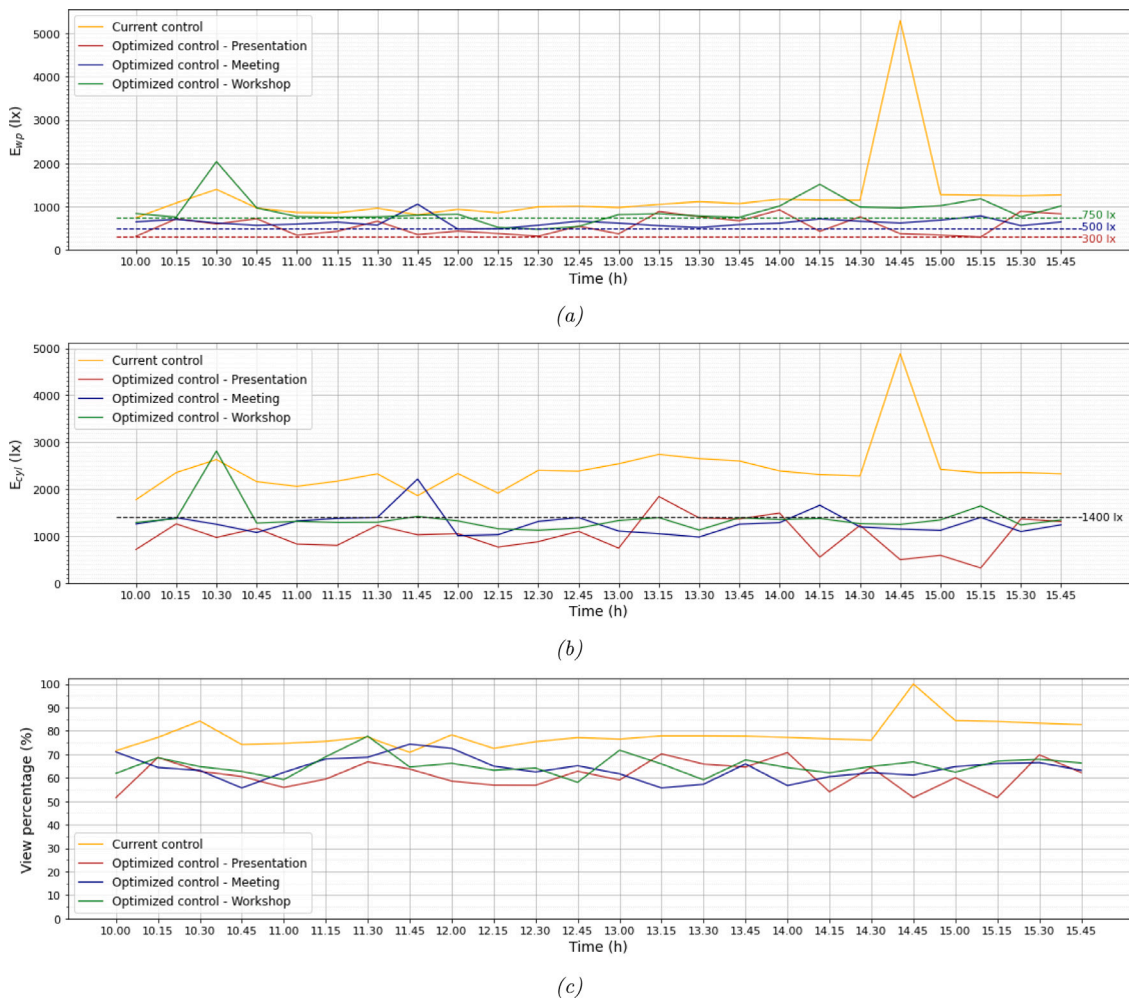 Current control
Optimized control - Presentation
Optimized control - Meeting
Optimized control - Workshop
5000
4000
3000
2000
1000
0
E_wp (lx)
750 lx
500 lx
300 lx
10.00 10.15 10.30 10.45 11.00 11.15 11.30 11.45 12.00 12.15 12.30 12.45 13.00 13.15 13.30 13.45 14.00 14.15 14.30 14.45 15.00 15.15 15.30 15.45
Time (h)
(a)
Current control
Optimized control - Presentation
Optimized control - Meeting
Optimized control - Workshop
5000
4000
3000
2000
1000
0
E_cyl (lx)
1400 lx
10.00 10.15 10.30 10.45 11.00 11.15 11.30 11.45 12.00 12.15 12.30 12.45 13.00 13.15 13.30 13.45 14.00 14.15 14.30 14.45 15.00 15.15 15.30 15.45
Time (h)
(b)
100
90
80
70
60
50
40
30
20
10
0
View percentage (%)
Current control
Optimized control - Presentation
Optimized control - Meeting
Optimized control - Workshop
10.00 10.15 10.30 10.45 11.00 11.15 11.30 11.45 12.00 12.15 12.30 12.45 13.00 13.15 13.30 13.45 14.00 14.15 14.30 14.45 15.00 15.15 15.30 15.45
Time (h)
(c)